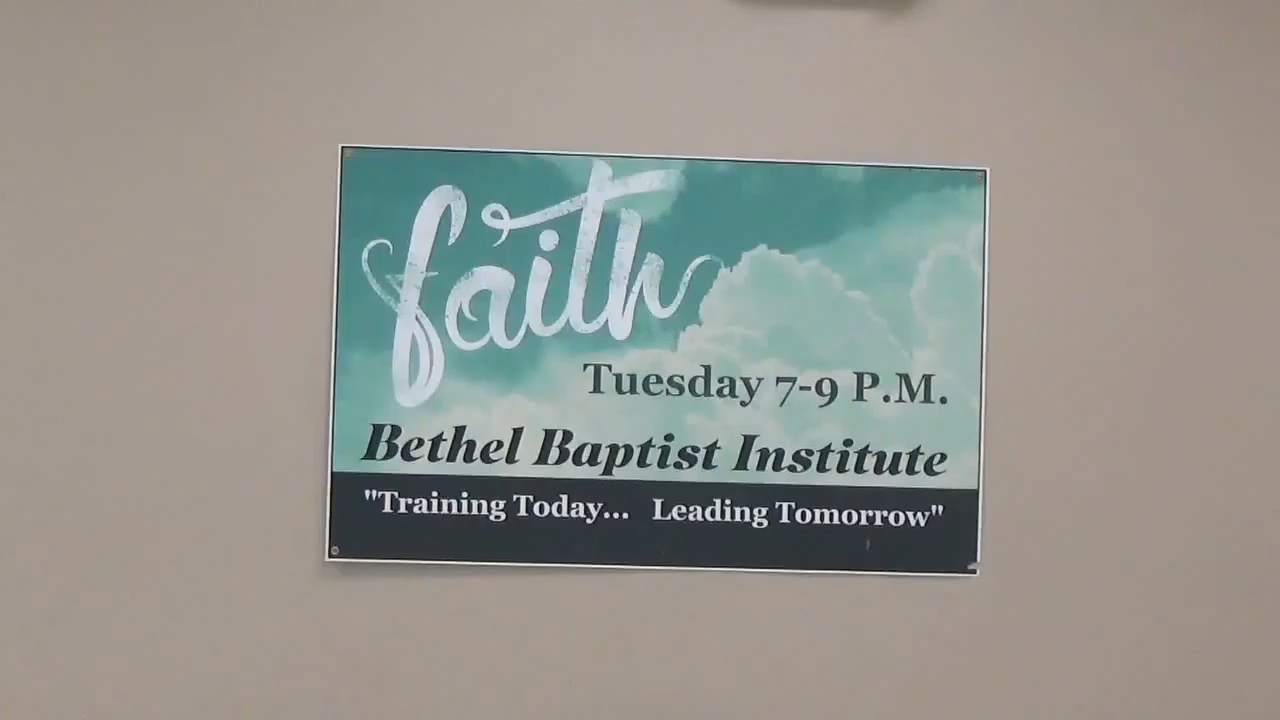 faith
Tuesday 7-9 P.M.
Bethel Baptist Institute
"Training Today... Leading Tomorrow"